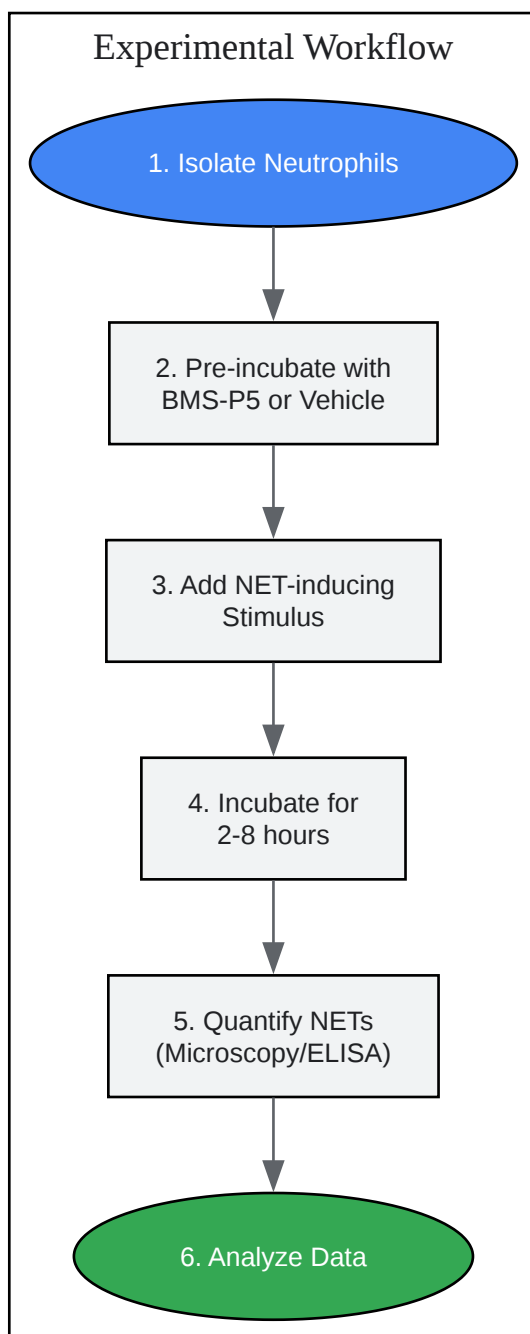 Experimental Workflow
1. Isolate Neutrophils
2. Pre-incubate with
BMS-P5 or Vehicle
3. Add NET-inducing
Stimulus
4. Incubate for
2-8 hours
5. Quantify NETs
(Microscopy/ELISA)
6. Analyze Data